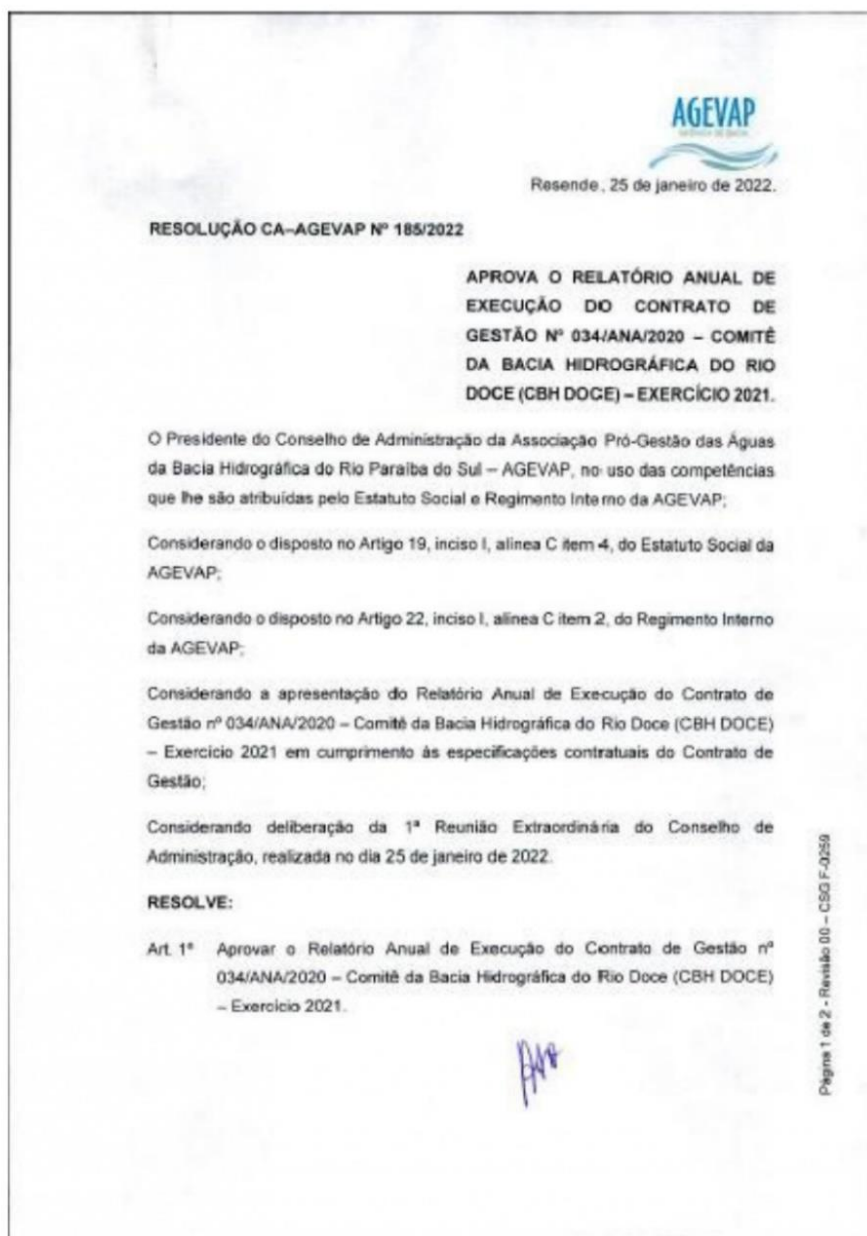 AGEVAP
Resende, 25 de janeiro de 2022.
RESOLUÇÃO CA–AGEVAP Nº 185/2022
APROVA O RELATÓRIO ANUAL DE
EXECUÇÃO DO CONTRATO DE
GESTÃO Nº 034/ANA/2020 – COMITÊ
DA BACIA HIDROGRÁFICA DO RIO
DOCE (CBH DOCE) – EXERCÍCIO 2021.
O Presidente do Conselho de Administração da Associação Pró-Gestão das Águas
da Bacia Hidrográfica do Rio Paraíba do Sul – AGEVAP, no uso das competências
que lhe são atribuídas pelo Estatuto Social e Regimento Interno da AGEVAP;
Considerando o disposto no Artigo 19, inciso I, alínea C item 4, do Estatuto Social da
AGEVAP;
Considerando o disposto no Artigo 22, inciso I, alínea C item 2, do Regimento Interno
da AGEVAP;
Considerando a apresentação do Relatório Anual de Execução do Contrato de
Gestão nº 034/ANA/2020 – Comitê da Bacia Hidrográfica do Rio Doce (CBH DOCE)
– Exercício 2021 em cumprimento às especificações contratuais do Contrato de
Gestão;
Considerando deliberação da 1ª Reunião Extraordinária do Conselho de
Administração, realizada no dia 25 de janeiro de 2022.
RESOLVE:
Art. 1º Aprovar o Relatório Anual de Execução do Contrato de Gestão nº
034/ANA/2020 – Comitê da Bacia Hidrográfica do Rio Doce (CBH DOCE)
– Exercício 2021.
Página 1 de 2 - Revisão 00 – CSG F-0259